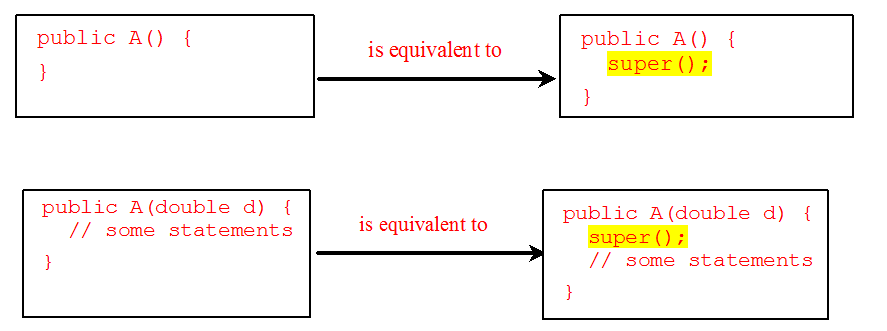 public A() {
}
is equivalent to
public A() {
super();
}
public A(double d) {
// some statements
}
is equivalent to
public A(double d) {
super();
// some statements
}